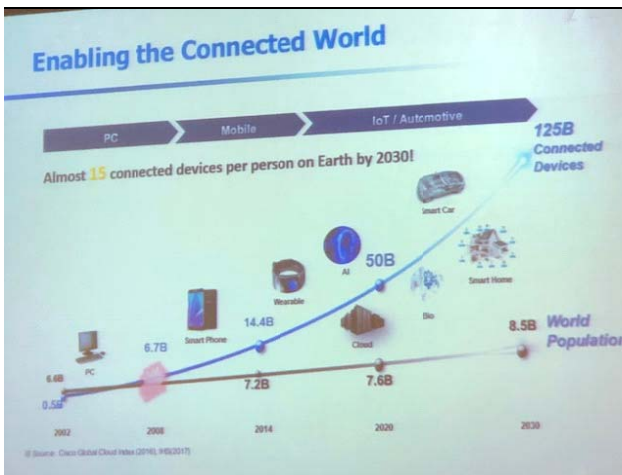 Enabling the Connected World
PC
Mobile
IoT / Automotive
Almost 15 connected devices per person on Earth by 2030!
125B
Connected
Devices
Smart Car
AI
50B
Wearable
Smart Home
Smart Phone
14.4B
Bio
Cloud
8.5B World
Population
6.7B
PC
6.6B
0.5B
7.2B
7.6B
2002
2008
2014
2020
2030
Source : Cisco Global Cloud Index (2016), IHS(2017)